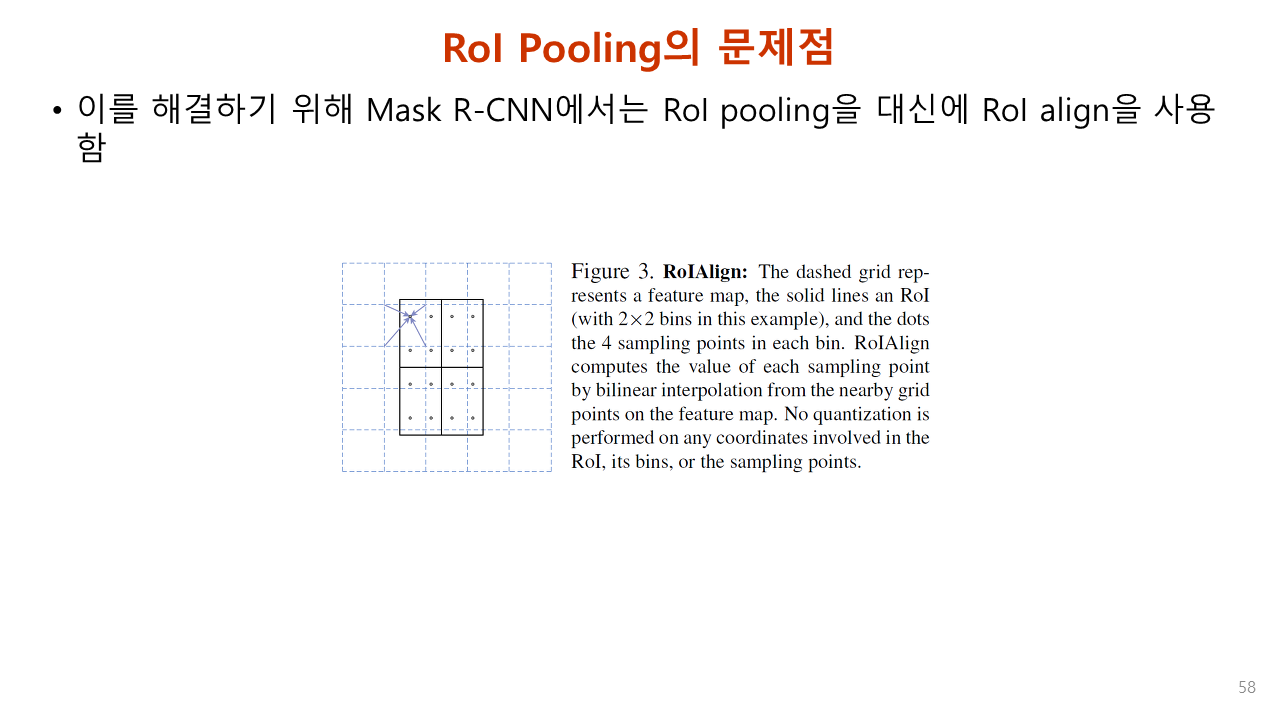 RoI Pooling의 문제점
• 이를 해결하기 위해 Mask R-CNN에서는 RoI pooling을 대신에 RoI align을 사용
함
Figure 3. RoIAlign: The dashed grid rep-
resents a feature map, the solid lines an RoI
(with 2×2 bins in this example), and the dots
the 4 sampling points in each bin. RoIAlign
computes the value of each sampling point
by bilinear interpolation from the nearby grid
points on the feature map. No quantization is
performed on any coordinates involved in the
RoI, its bins, or the sampling points.
58